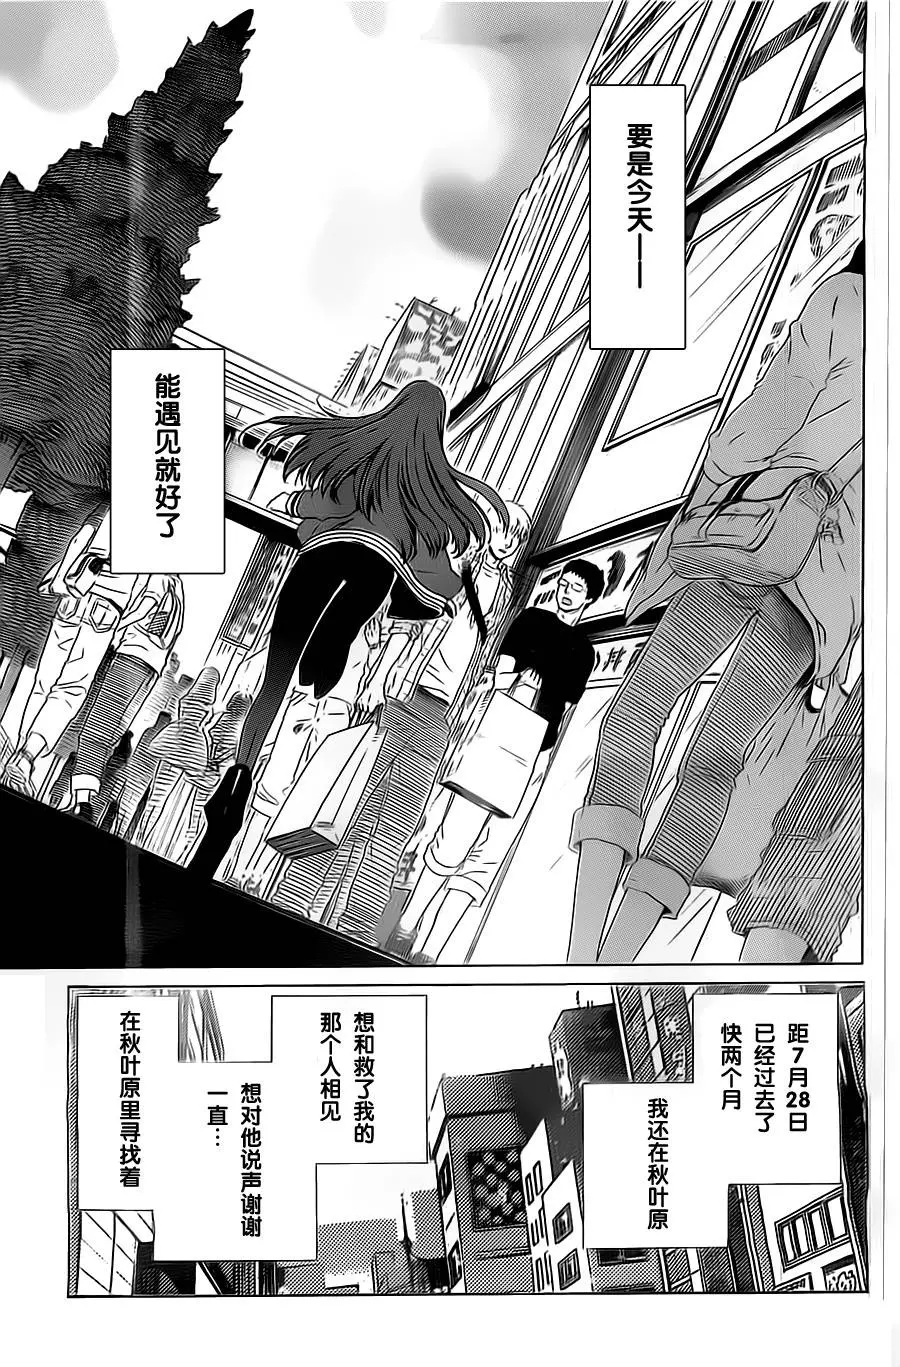 要是今天——
能遇见就好了
距7月28日
已经过去了
快两个月
我还在秋叶原
想和救了我的
那个人相见
想对他说声谢谢
一直…
在秋叶原里寻找着